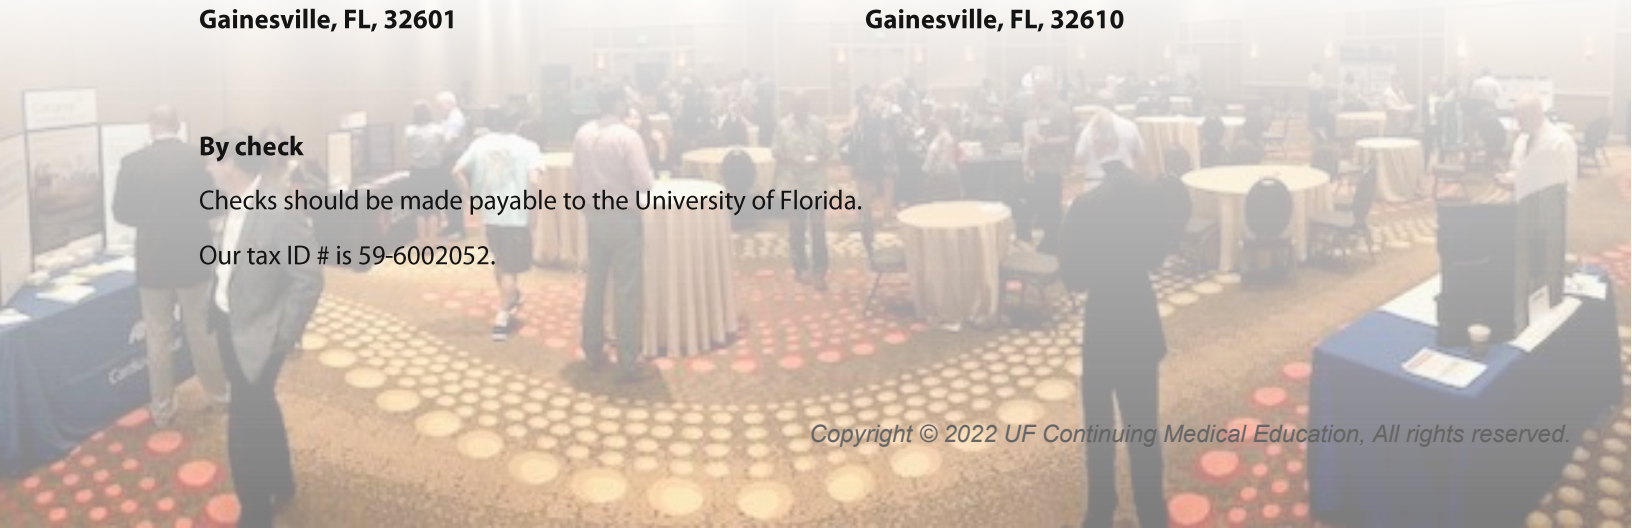 Gainesville, FL, 32601
Gainesville, FL, 32610
By check
Checks should be made payable to the University of Florida.
Our tax ID # is 59-6002052.
Copyright © 2022 UF Continuing Medical Education, All rights reserved.